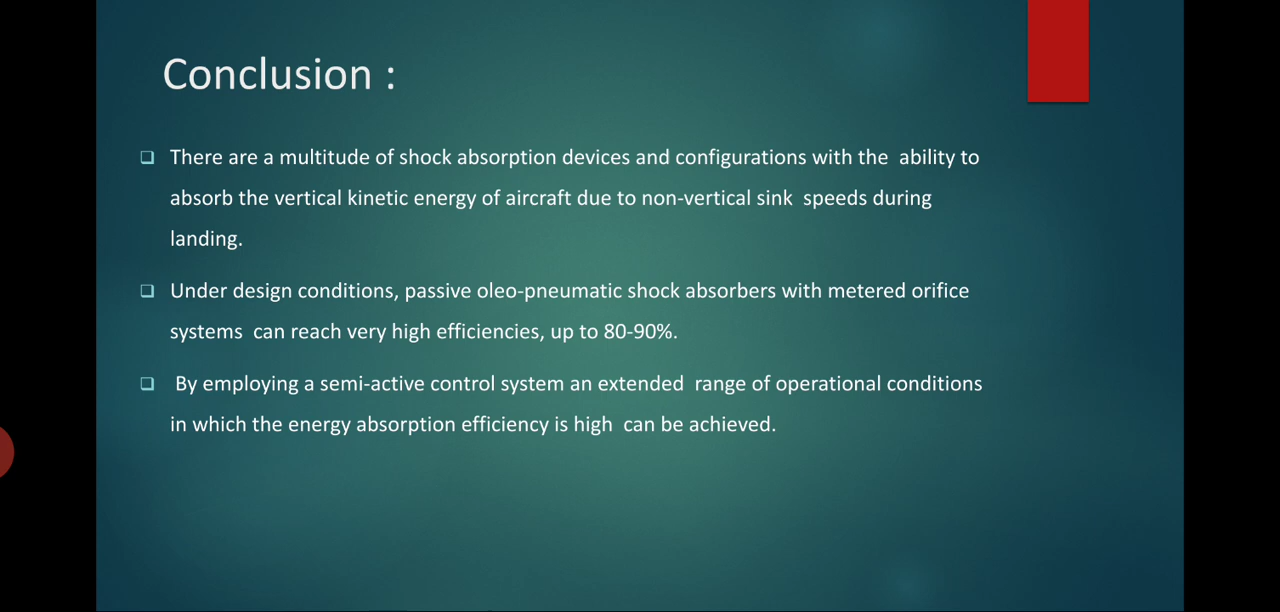 Conclusion :
❑ There are a multitude of shock absorption devices and configurations with the  ability to
absorb the vertical kinetic energy of aircraft due to non-vertical sink  speeds during
landing.
❑ Under design conditions, passive oleo-pneumatic shock absorbers with metered orifice
systems  can reach very high efficiencies, up to 80-90%.
❑  By employing a semi-active control system an extended  range of operational conditions
in which the energy absorption efficiency is high  can be achieved.